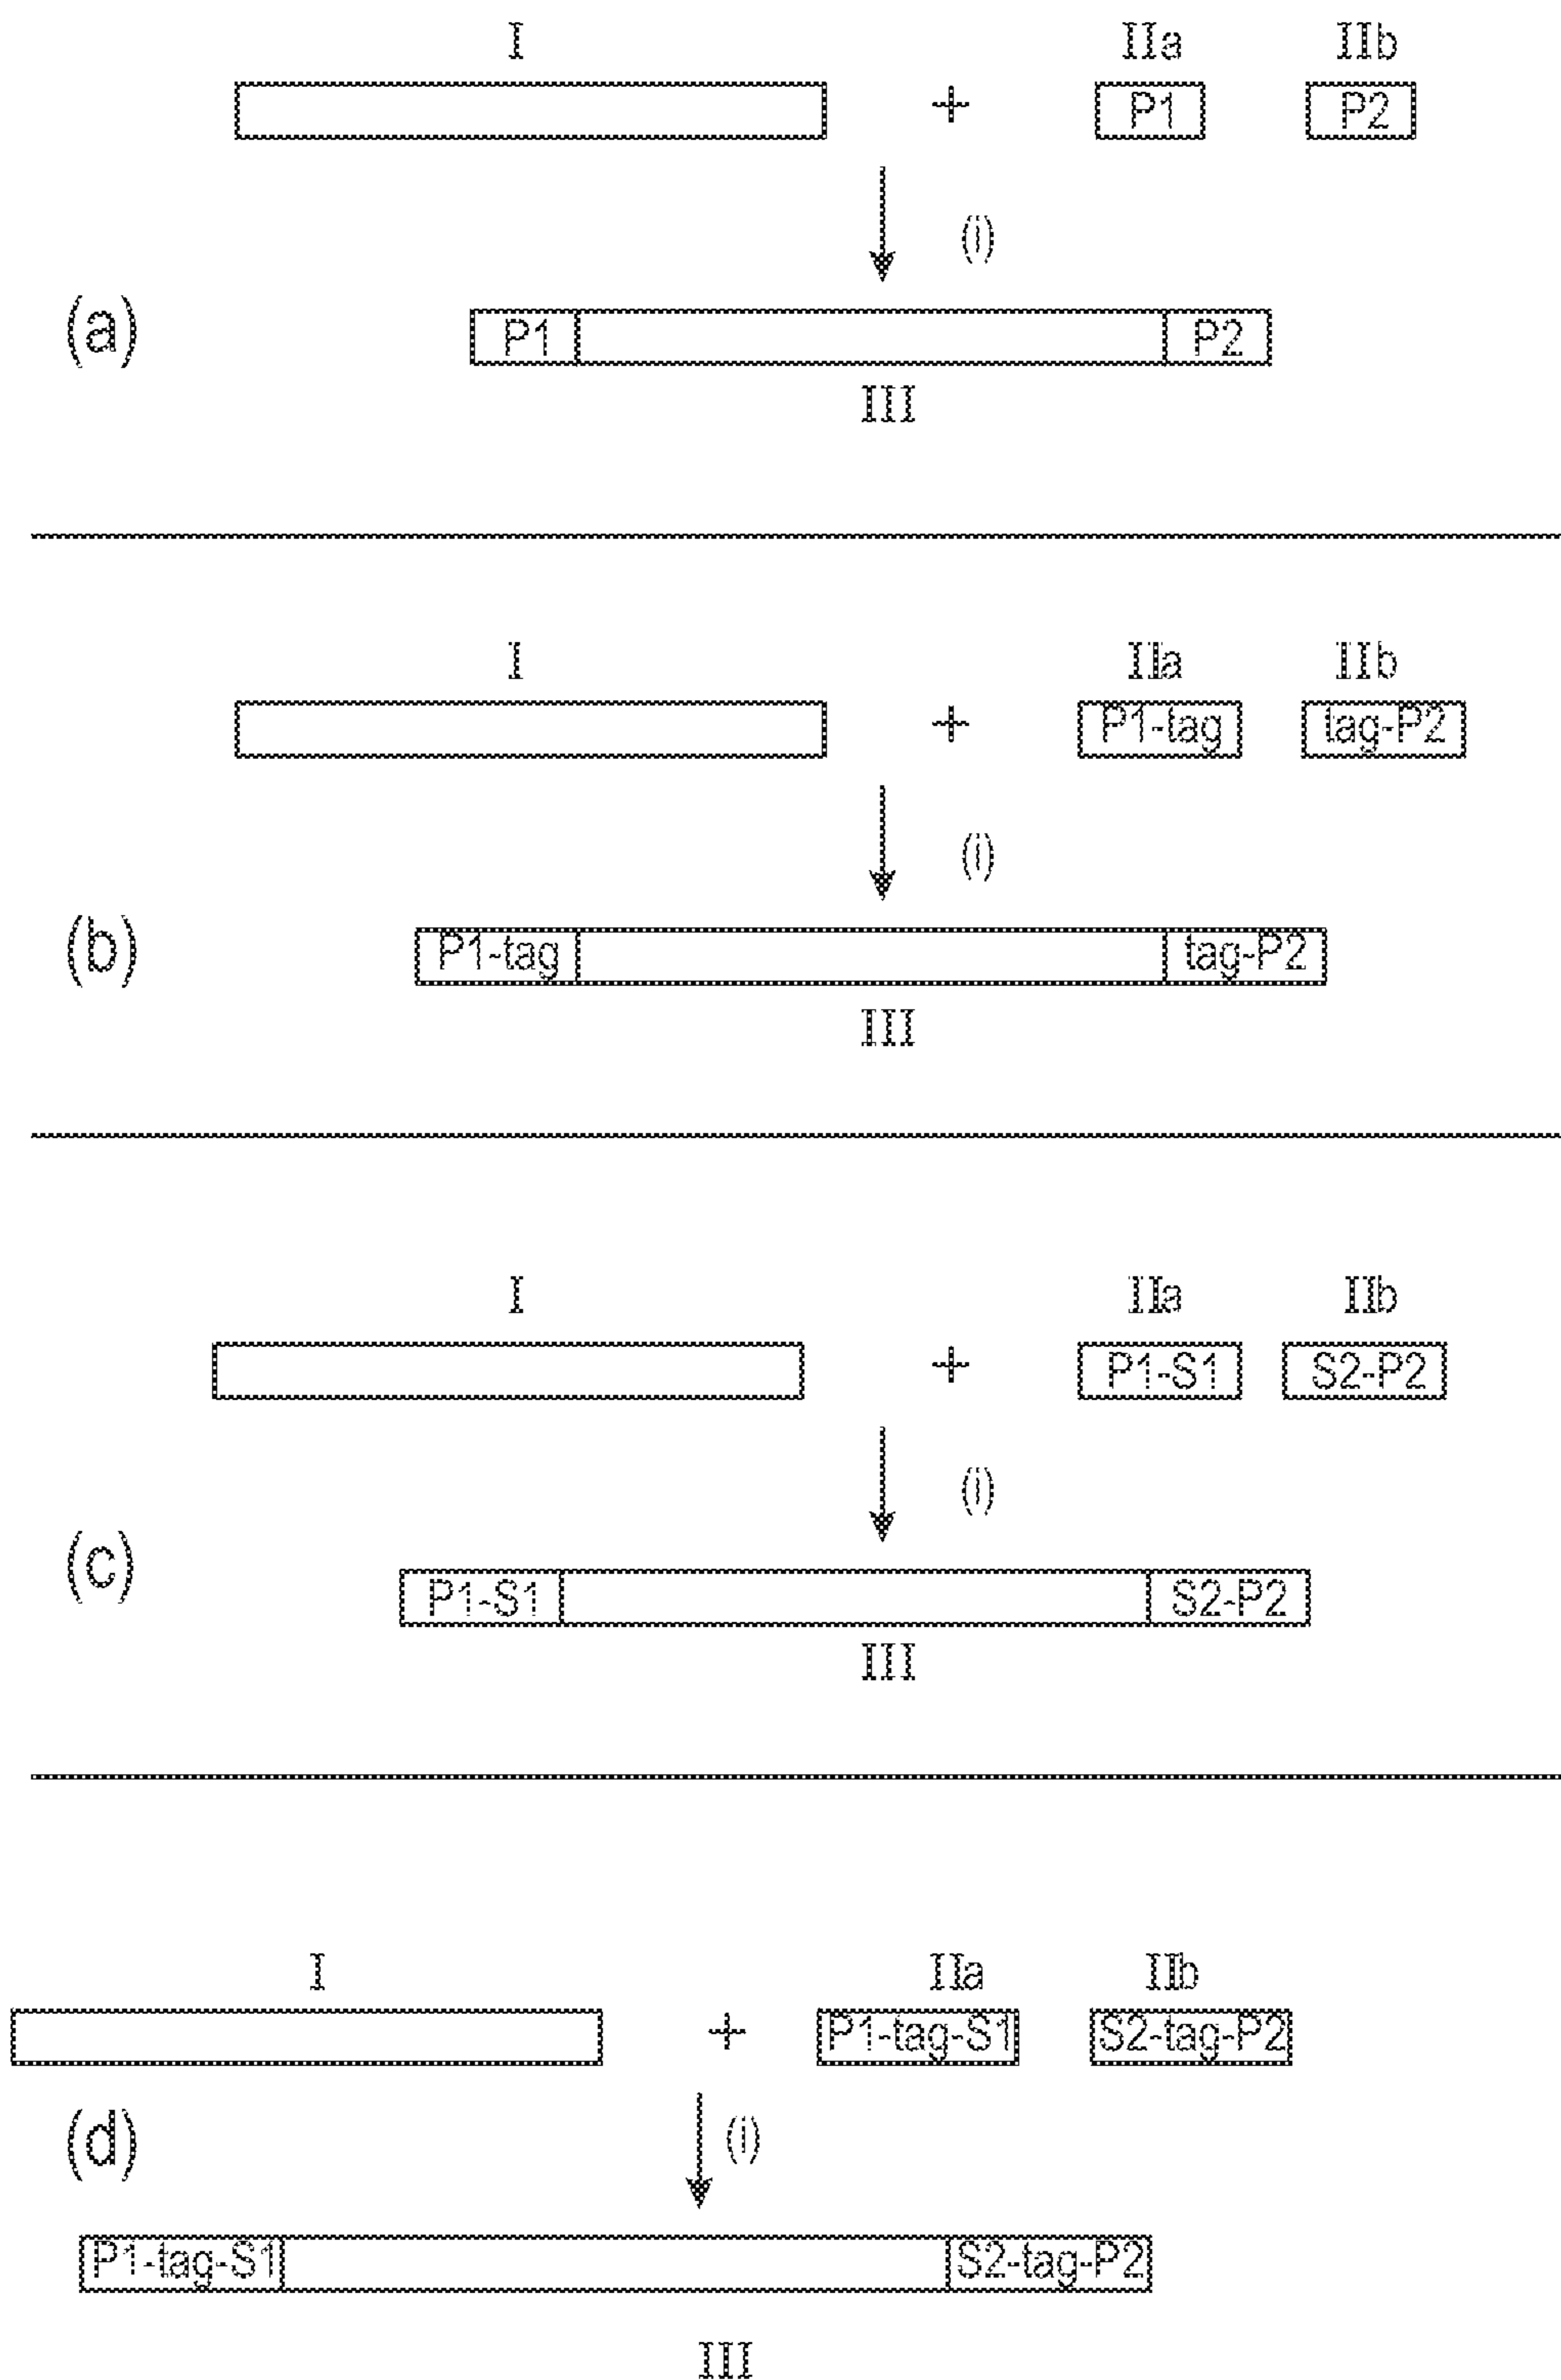 I IIa IIb
+ P1 P2
(i)
(a) P1 P2
III
I IIa IIb
+ P1-tag tag-P2
(i)
(b) P1-tag tag-P2
III
I IIa IIb
+ P1-S1 S2-P2
(i)
(c) P1-S1 S2-P2
III
I IIa IIb
+ P1-tag-S1 S2-tag-P2
(d) (i)
P1-tag-S1 S2-tag-P2
III